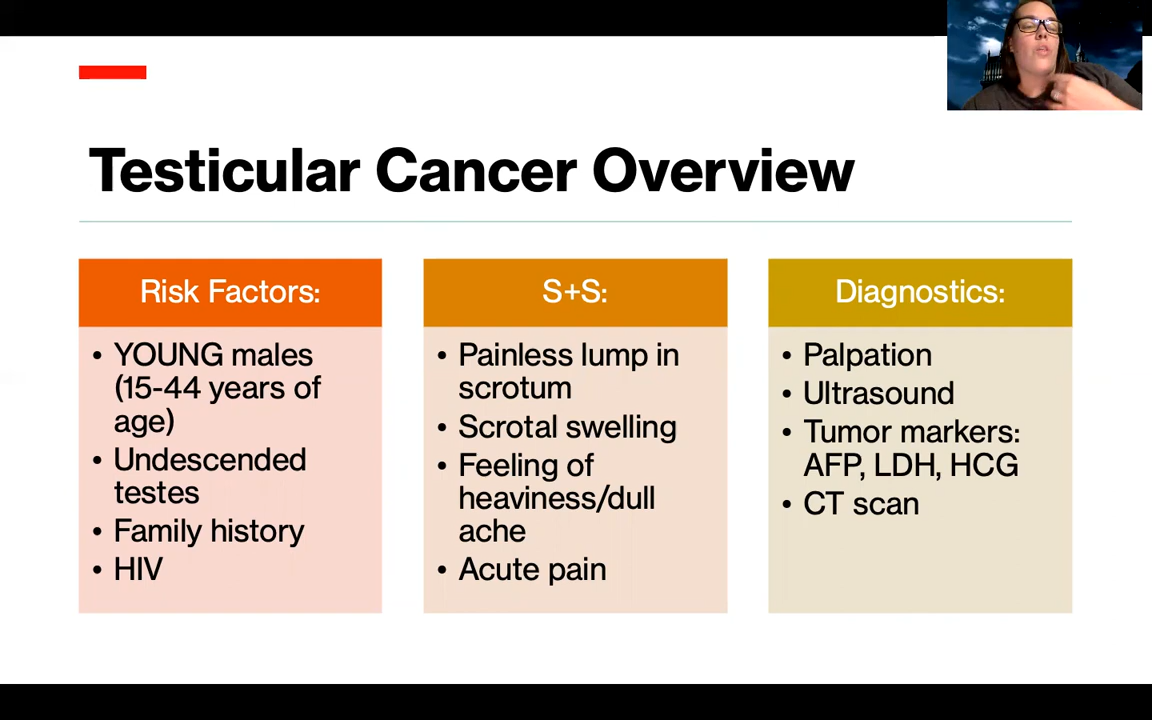 Testicular Cancer Overview
Risk Factors:
• YOUNG males
(15-44 years of
age)
• Undescended
testes
• Family history
• HIV
S+S:
• Painless lump in
scrotum
• Scrotal swelling
• Feeling of
heaviness/dull
ache
• Acute pain
Diagnostics:
• Palpation
• Ultrasound
• Tumor markers:
AFP, LDH, HCG
• CT scan